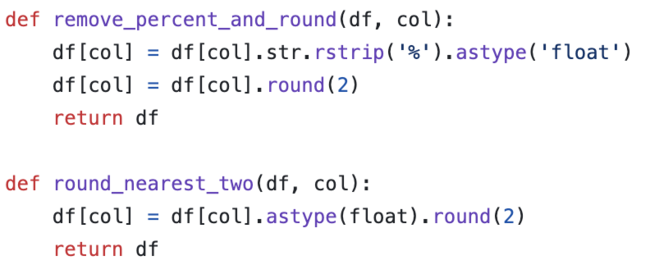 def remove_percent_and_round(df, col):
    df[col] = df[col].str.rstrip('%').astype('float')
    df[col] = df[col].round(2)
    return df

def round_nearest_two(df, col):
    df[col] = df[col].astype(float).round(2)
    return df